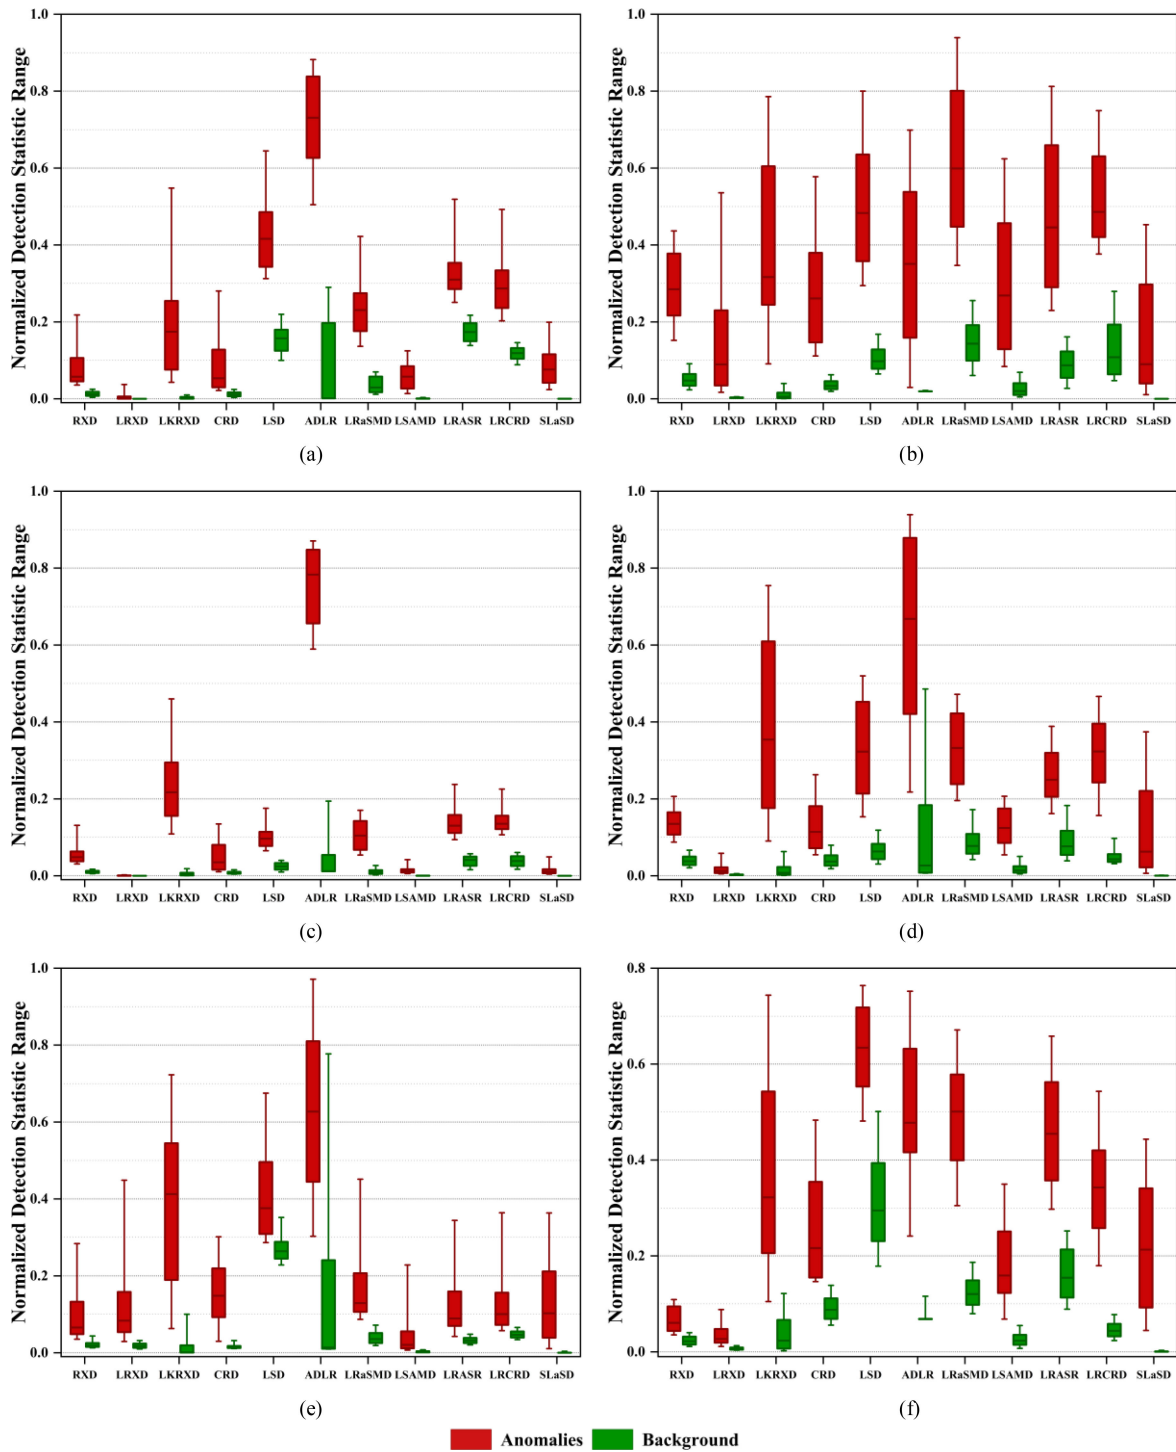 Normalized Detection Statistic Range
1.0
0.8
0.6
0.4
0.2
0.0
RXD LRXD LKRXD CRD LSD ADLR LRaSMD LSAMD LRASR LRCRD SLaSD
(a)
Normalized Detection Statistic Range
1.0
0.8
0.6
0.4
0.2
0.0
RXD LRXD LKRXD CRD LSD ADLR LRaSMD LSAMD LRASR LRCRD SLaSD
(b)
Normalized Detection Statistic Range
1.0
0.8
0.6
0.4
0.2
0.0
RXD LRXD LKRXD CRD LSD ADLR LRaSMD LSAMD LRASR LRCRD SLaSD
(c)
Normalized Detection Statistic Range
1.0
0.8
0.6
0.4
0.2
0.0
RXD LRXD LKRXD CRD LSD ADLR LRaSMD LSAMD LRASR LRCRD SLaSD
(d)
Normalized Detection Statistic Range
1.0
0.8
0.6
0.4
0.2
0.0
RXD LRXD LKRXD CRD LSD ADLR LRaSMD LSAMD LRASR LRCRD SLaSD
(e)
Normalized Detection Statistic Range
0.8
0.6
0.4
0.2
0.0
RXD LRXD LKRXD CRD LSD ADLR LRaSMD LSAMD LRASR LRCRD SLaSD
(f)
Anomalies Background